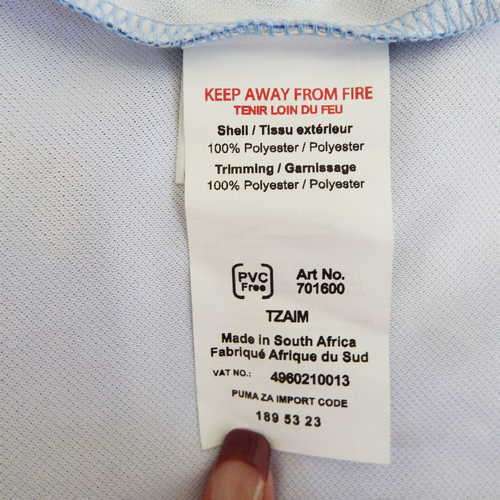 KEEP AWAY FROM FIRE
TENIR LOIN DU FEU
Shell / Tissu extérieur
100% Polyester / Polyester
Trimming / Garnissage
100% Polyester / Polyester
PVC Free
Art No.
701600
TZAIM
Made in South Africa
Fabriqué Afrique du Sud
VAT NO.: 4960210013
PUMA ZA IMPORT CODE
189 53 23